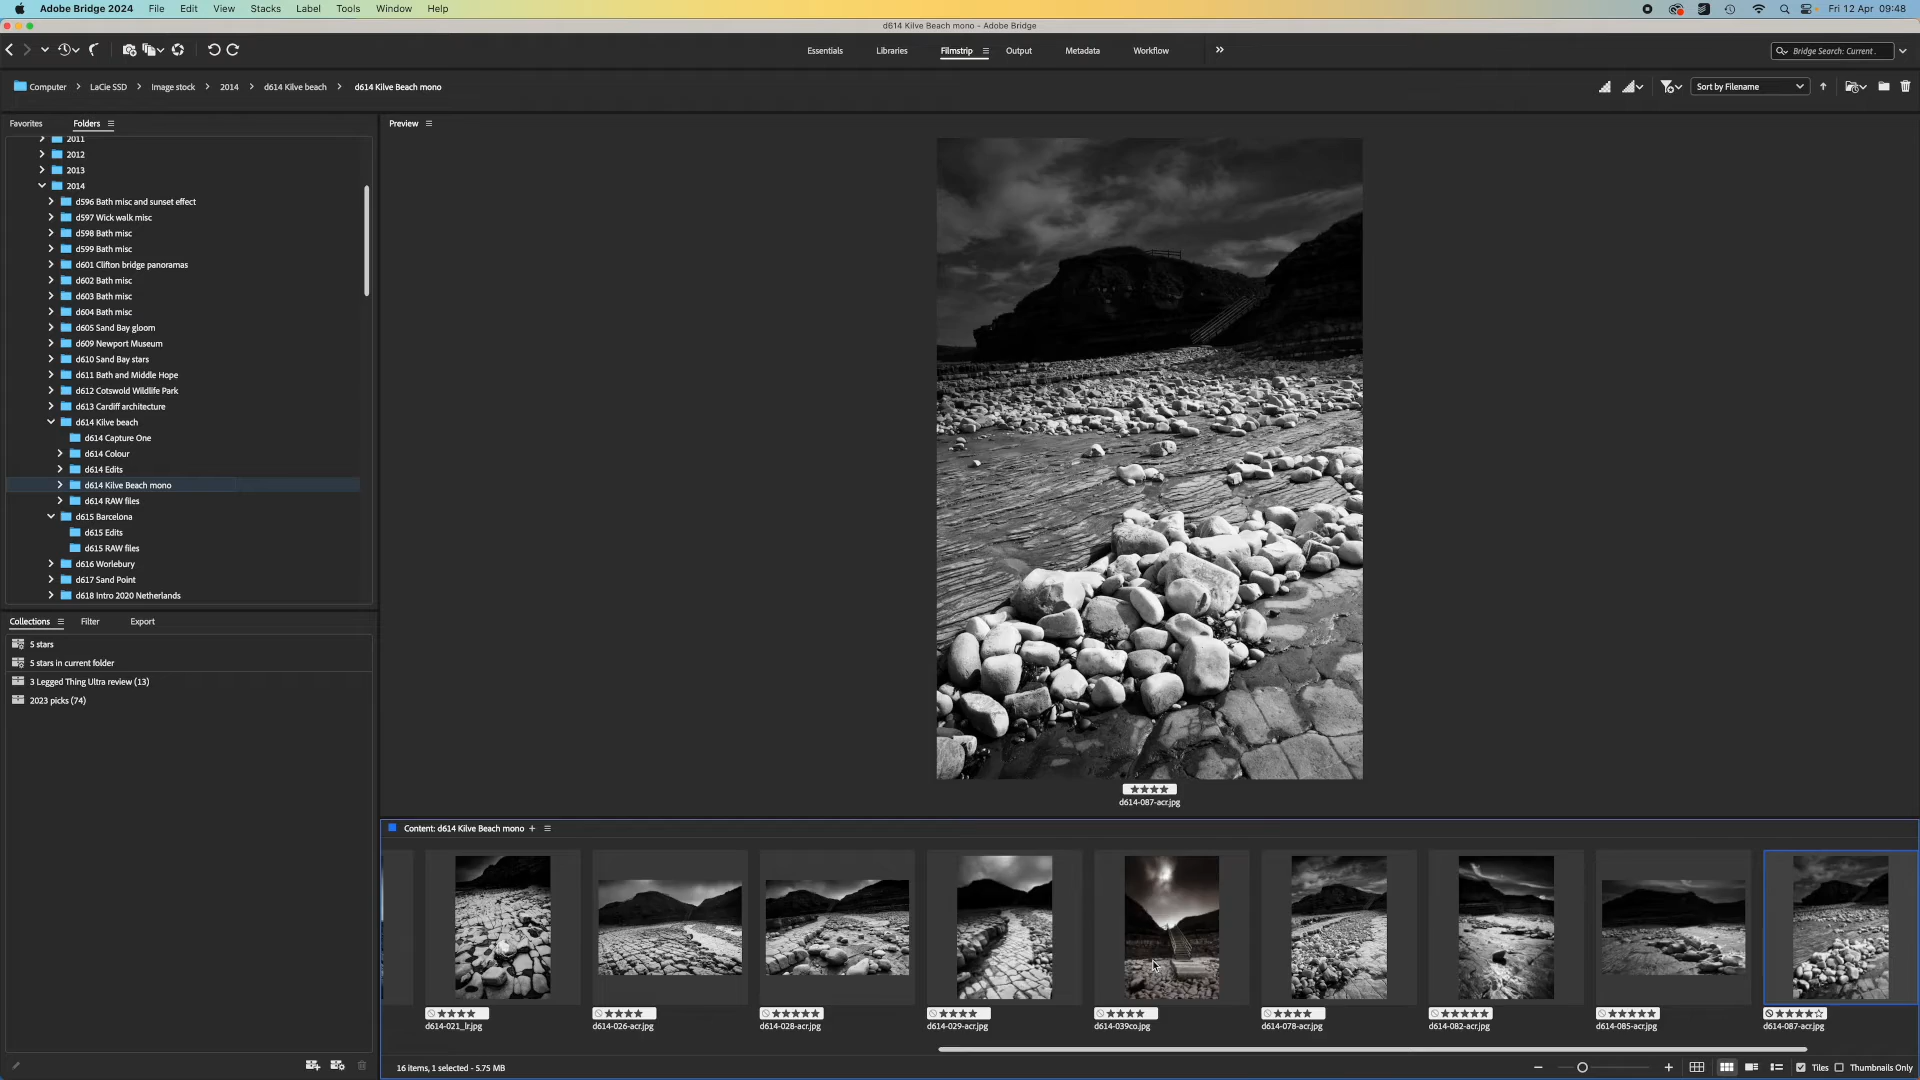 Adobe Bridge 2024 File Edit View Stacks Label Tools Window Help Fri 12 Apr 09:48
d614 Kilve Beach mono - Adobe Bridge
Essentials Libraries Filmstrip Output Metadata Workflow Bridge Search: Current .
Computer LaCie SSD Image stock 2014 d614 Kilve beach d614 Kilve Beach mono Sort by Filename
Favorites Folders
2011
2012
2013
2014
d596 Bath misc and sunset effect
d597 Wick walk misc
d598 Bath misc
d599 Bath misc
d601 Clifton bridge panoramas
d602 Bath misc
d603 Bath misc
d604 Bath misc
d605 Sand Bay gloom
d609 Newport Museum
d610 Sand Bay stars
d611 Bath and Middle Hope
d612 Cotswold Wildlife Park
d613 Cardiff architecture
d614 Kilve beach
d614 Capture One
d614 Colour
d614 Edits
d614 Kilve Beach mono
d614 RAW files
d615 Barcelona
d615 Edits
d615 RAW files
d616 Worlebury
d617 Sand Point
d618 Intro 2020 Netherlands
Collections Filter Export
5 stars
5 stars in current folder
3 Legged Thing Ultra review (13)
2023 picks (74)
Preview
d614-087-acr.jpg
Content: d614 Kilve Beach mono
d614-021_lr.jpg d614-026-acr.jpg d614-028-acr.jpg d614-029-acr.jpg d614-039co.jpg d614-078-acr.jpg d614-082-acr.jpg d614-085-acr.jpg d614-087-acr.jpg
16 items, 1 selected - 5.75 MB Tiles Thumbnails Only